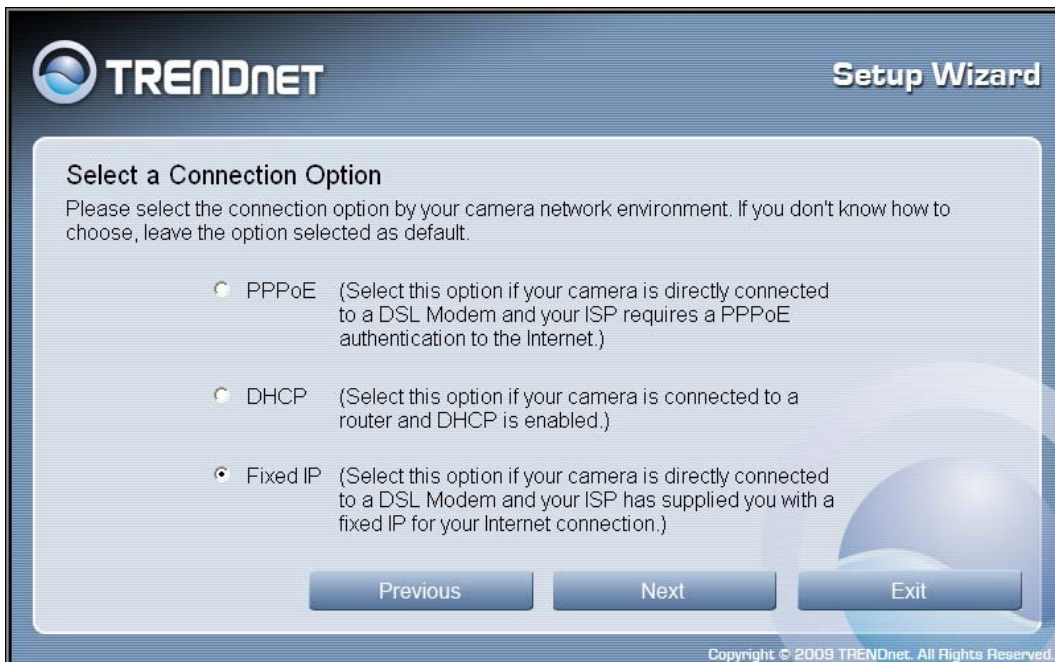 TRENDNET
Setup Wizard
Select a Connection Option
Please select the connection option by your camera network environment. If you don't know how to
choose, leave the option selected as default.
PPPoE (Select this option if your camera is directly connected
to a DSL Modem and your ISP requires a PPPoE
authentication to the Internet.)
DHCP (Select this option if your camera is connected to a
router and DHCP is enabled.)
Fixed IP (Select this option if your camera is directly connected
to a DSL Modem and your ISP has supplied you with a
fixed IP for your Internet connection.)
Previous Next Exit
Copyright © 2009 TRENDnet. All Rights Reserved.